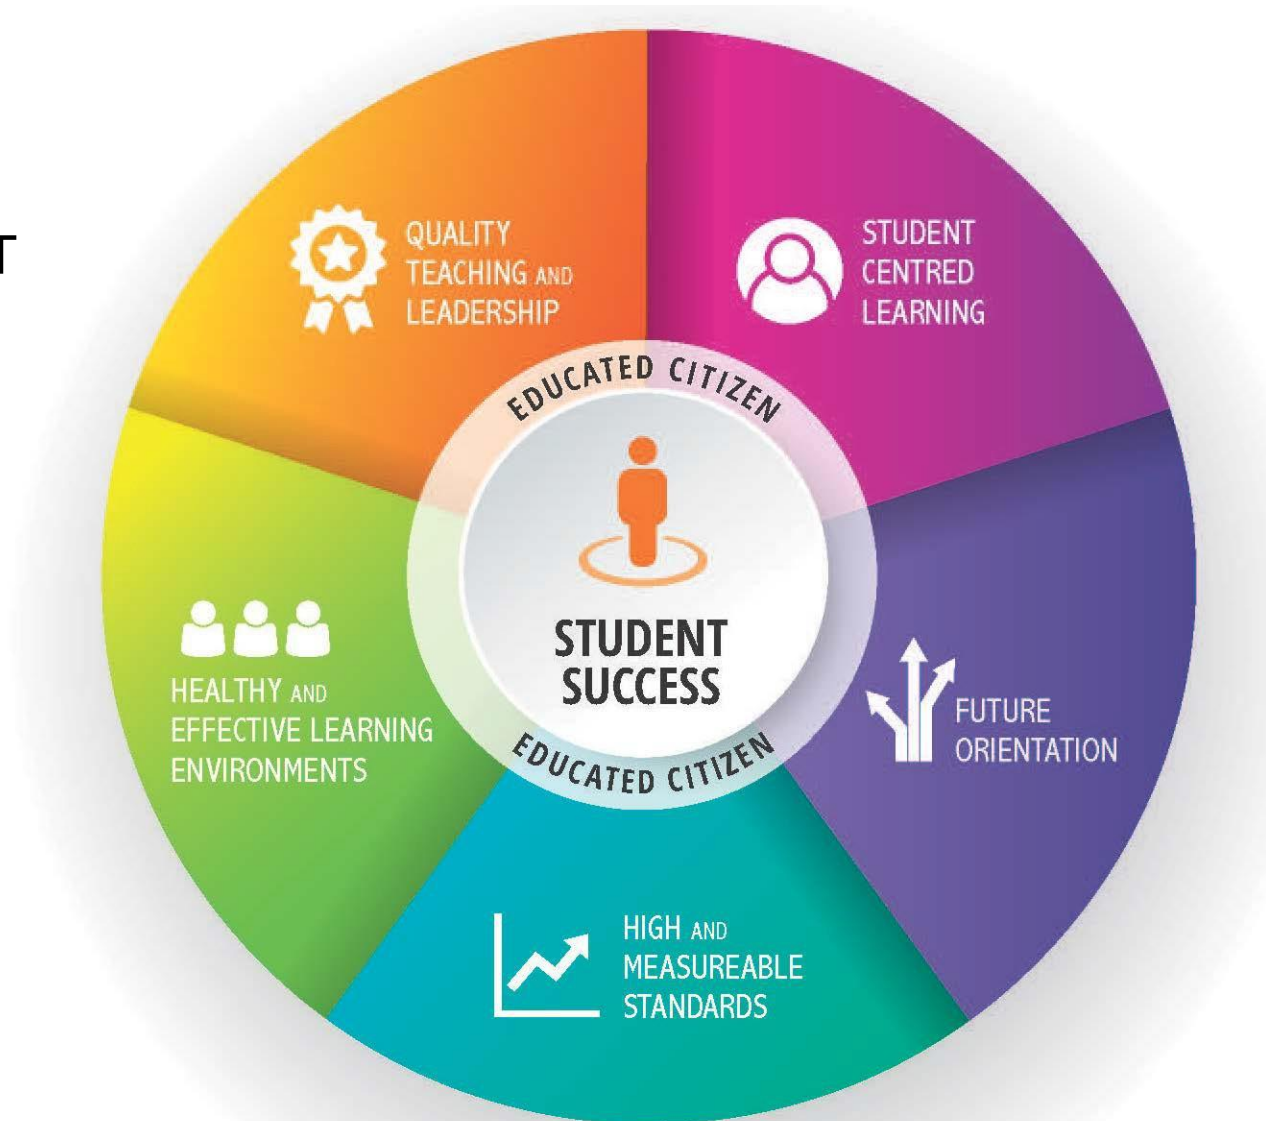 T
QUALITY
TEACHING AND
LEADERSHIP
STUDENT
CENTRED
LEARNING
EDUCATED CITIZEN
STUDENT
SUCCESS
EDUCATED CITIZEN
HEALTHY AND
EFFECTIVE LEARNING
ENVIRONMENTS
FUTURE
ORIENTATION
HIGH AND
MEASUREABLE
STANDARDS